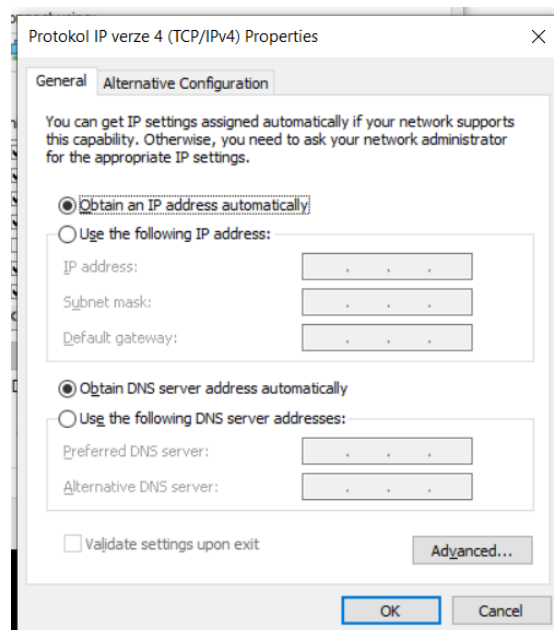 Protokol IP verze 4 (TCP/IPv4) Properties
General
Alternative Configuration
You can get IP settings assigned automatically if your network supports
this capability. Otherwise, you need to ask your network administrator
for the appropriate IP settings.
Obtain an IP address automatically
Use the following IP address:
IP address:
Subnet mask:
Default gateway:
Obtain DNS server address automatically
Use the following DNS server addresses:
Preferred DNS server:
Alternative DNS server:
Validate settings upon exit
Advanced...
OK
Cancel